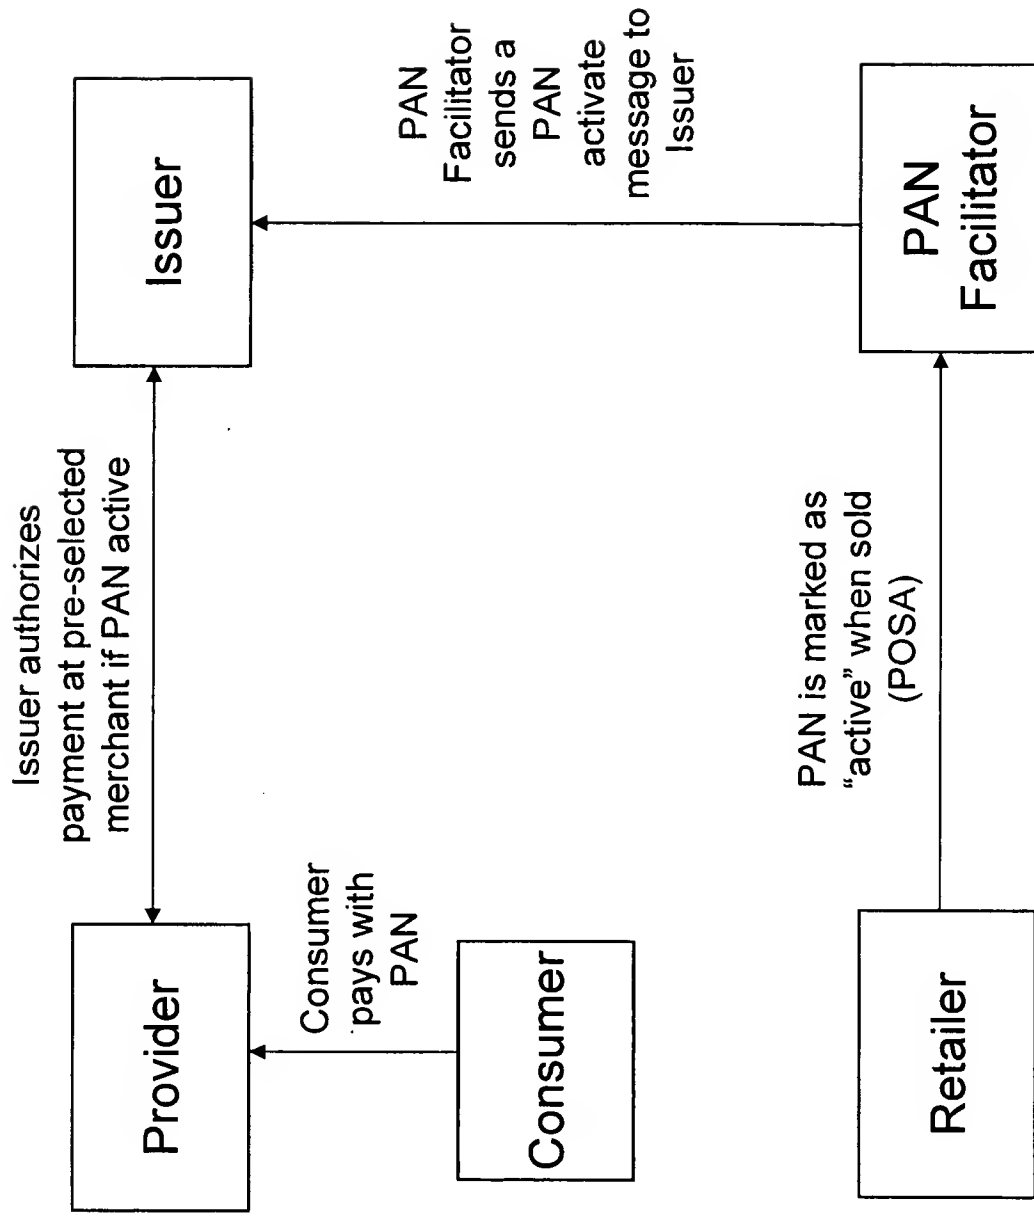 Provider
Issuer authorizes
payment at pre-selected
merchant if PAN active
Issuer
Consumer
pays with
PAN
PAN
Facilitator
sends a
PAN
activate
message to
Issuer
Consumer
Retailer
PAN is marked as
“active” when sold
(POSA)
PAN
Facilitator